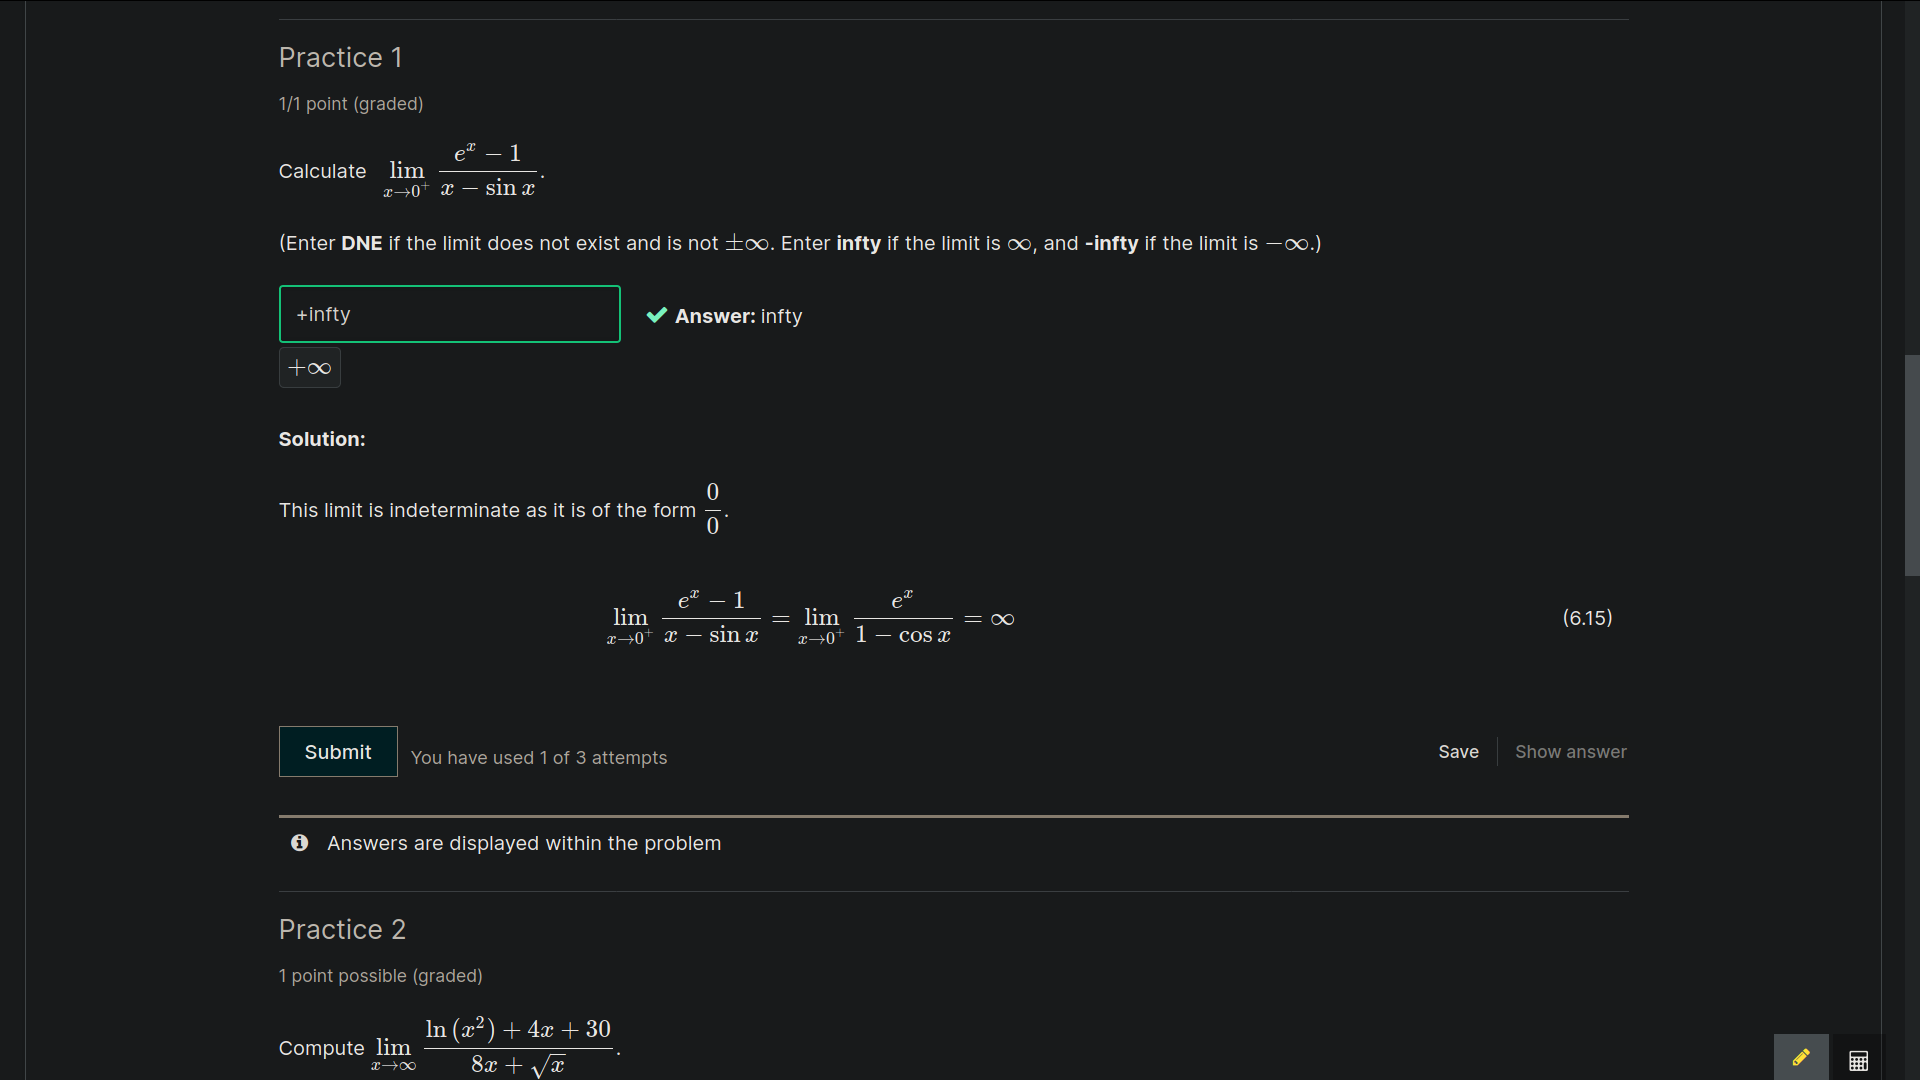 Practice 1
1/1 point (graded)
Calculate $\lim_{x \to 0^+} \frac{e^x - 1}{x - \sin x}$.
(Enter DNE if the limit does not exist and is not ±∞. Enter infty if the limit is ∞, and -infty if the limit is −∞.)
+infty
Answer: infty
+∞
Solution:
This limit is indeterminate as it is of the form $\frac{0}{0}$.
$\lim_{x \to 0^+} \frac{e^x - 1}{x - \sin x} = \lim_{x \to 0^+} \frac{e^x}{1 - \cos x} = \infty$ (6.15)
Submit You have used 1 of 3 attempts Save Show answer
Answers are displayed within the problem
Practice 2
1 point possible (graded)
Compute $\lim_{x \to \infty} \frac{\ln(x^2) + 4x + 30}{8x + \sqrt{x}}$.